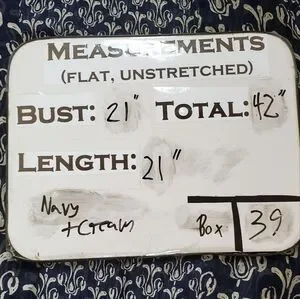 MEASUREMENTS
(FLAT, UNSTRETCHED)
BUST: 21" TOTAL: 42"
LENGTH: 21"
Navy
+ Cream
Box 39